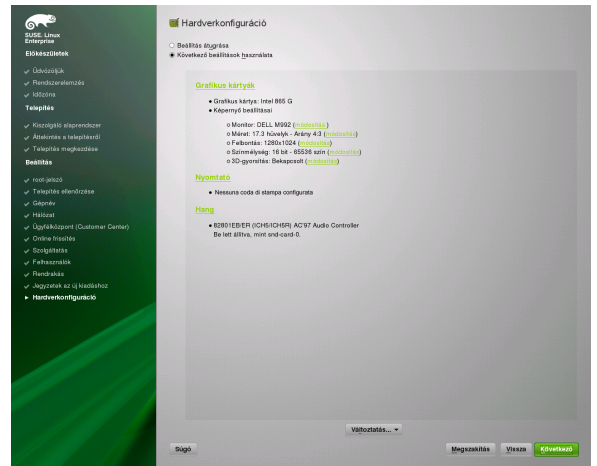 SUSE. Linux
Enterprise
Előkészületek
Üdvözöljük
Rendszerelemzés
Időzóna
Telepítés
Kiszolgáló alaprendszer
Áttekintés a telepítésről
Telepítés megkezdése
Beállítás
root-jelszó
Telepítés ellenőrzése
Gépnév
Hálózat
Ügyfélközpont (Customer Center)
Online frissítés
Szolgáltatás
Felhasználók
Rendrakás
Jegyzetek az új kiadáshoz
Hardverkonfiguráció
Hardverkonfiguráció
Beállítás átugrása
Következő beállítások használata
Grafikus kártyák
Grafikus kártya: Intel 865 G
Képernyő beállításai
Monitor: DELL M992 (módosítás)
Méret: 17.3 hüvelyk - Arány 4:3 (módosítás)
Felbontás: 1280x1024 (módosítás)
Színmélység: 16 bit - 65536 szín (módosítás)
3D-gyorsítás: Bekapcsolt (módosítás)
Nyomtató
Nessuna coda di stampa configurata
Hang
82801EB/ER (ICH5/ICH5R) AC'97 Audio Controller
Be lett állítva, mint snd-card-0.
Változtatás...
Súgó
Megszakítás
Vissza
Következő